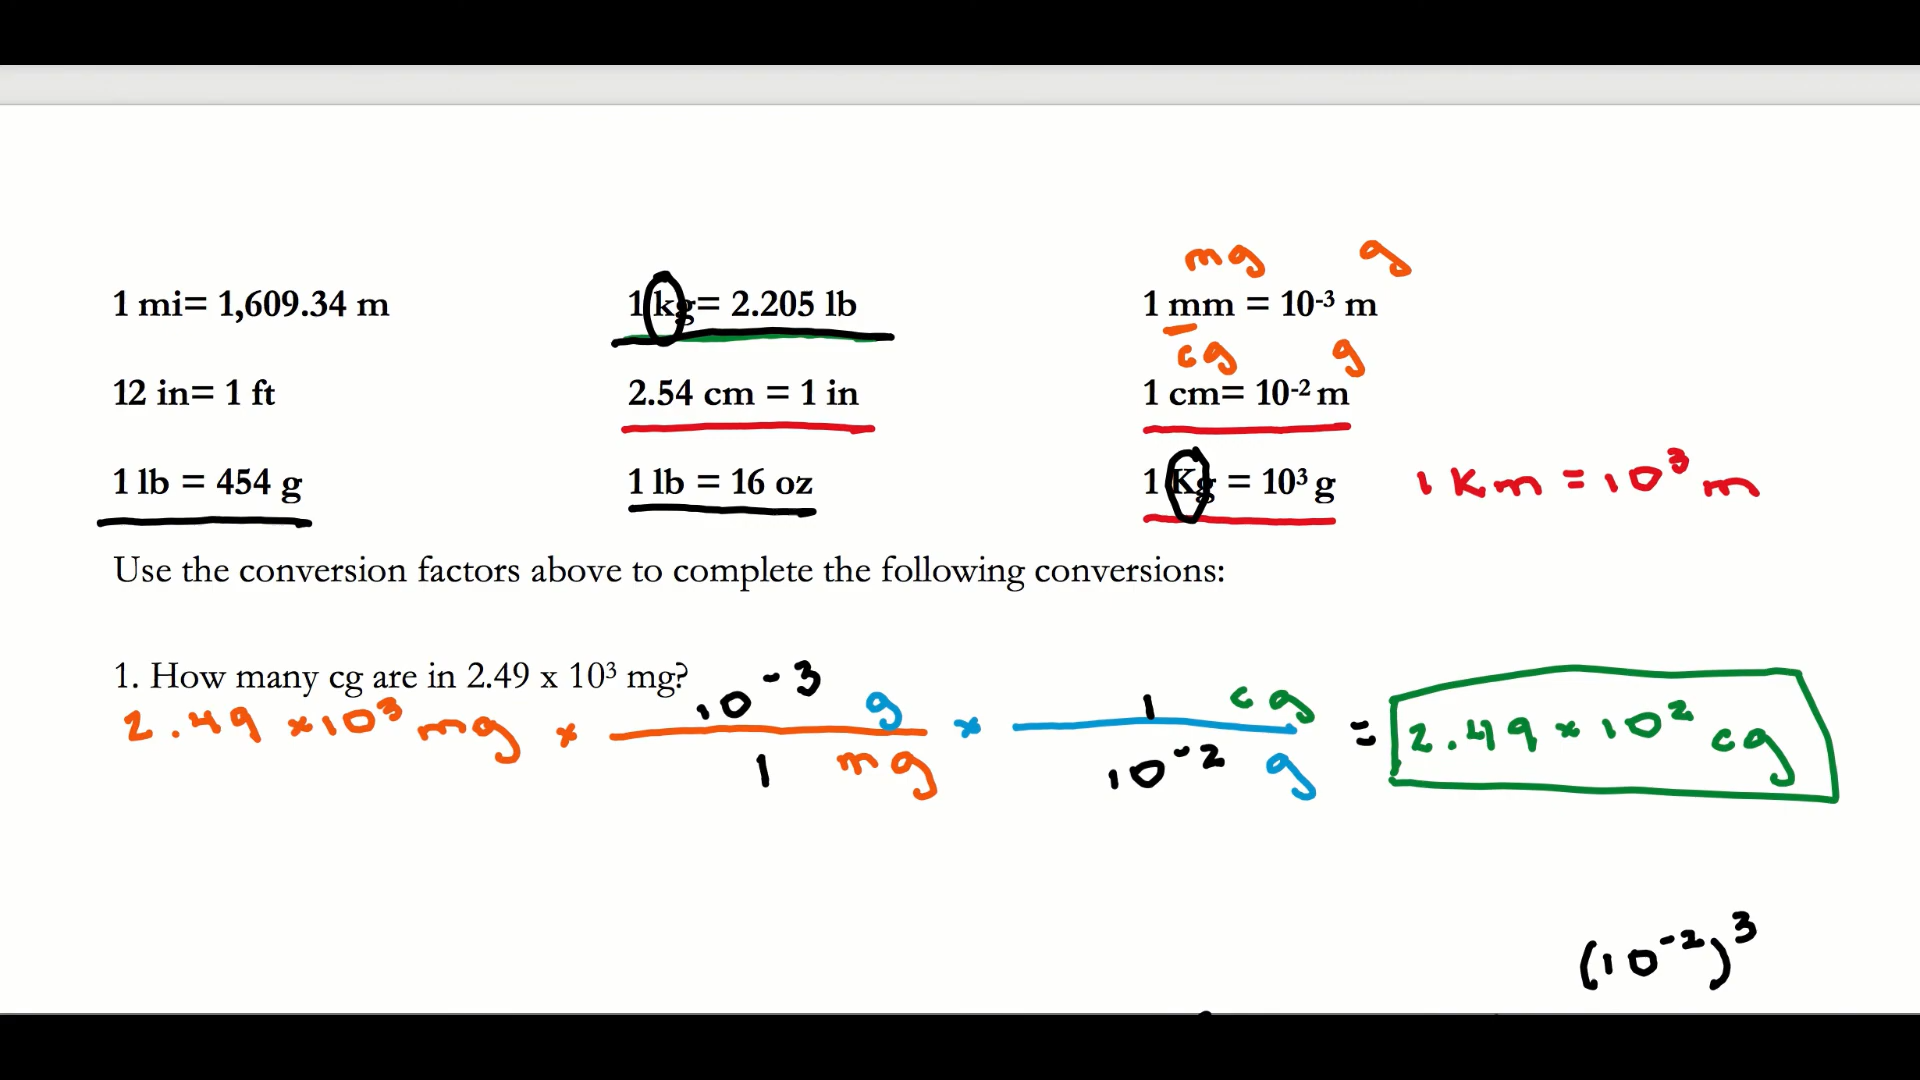 mg g
1 mi= 1,609.34 m 1 kg= 2.205 lb 1 mm = 10-3 m
cg g
12 in= 1 ft 2.54 cm = 1 in 1 cm= 10-2 m
1 lb = 454 g 1 lb = 16 oz 1 Kg = 10³ g 1 Km = 10³ m
Use the conversion factors above to complete the following conversions:
1. How many cg are in 2.49 x 10³ mg?
2.49 × 10³ mg × 10-3 g / 1 mg × 1 cg / 10-2 g = 2.49 × 10² cg
(10-2)³